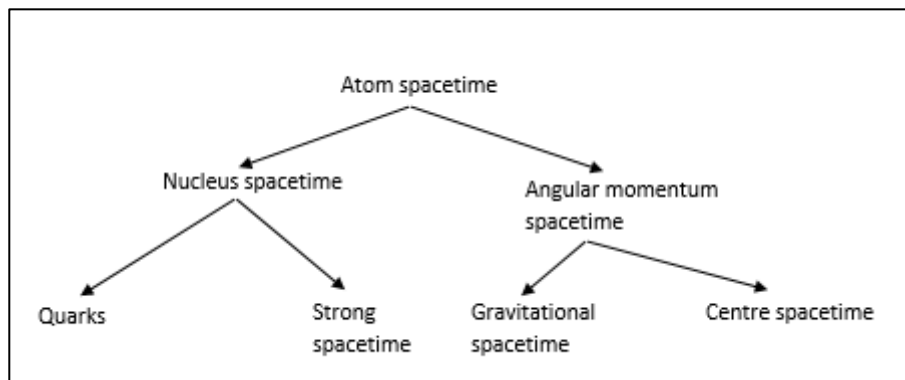 Atom spacetime
Nucleus spacetime
Angular momentum
spacetime
Quarks
Strong
spacetime
Gravitational
spacetime
Centre spacetime